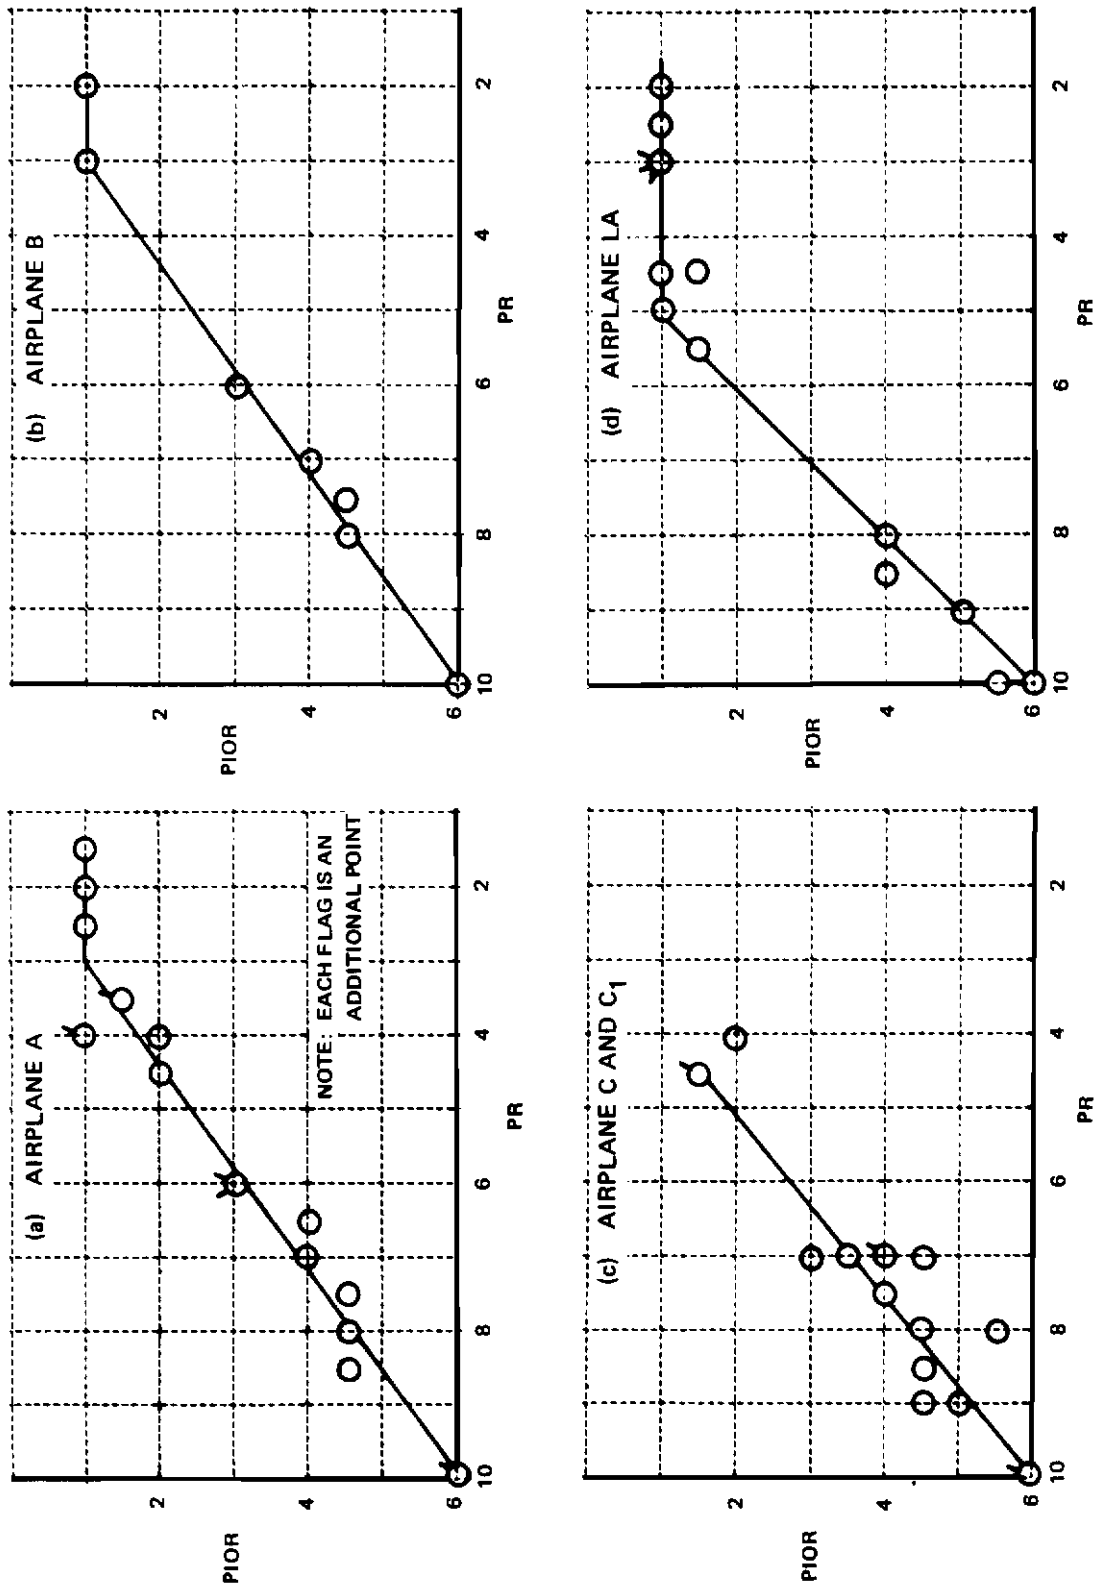 (a) AIRPLANE A
NOTE: EACH FLAG IS AN
ADDITIONAL POINT
PIOR
2
4
6
10
8
6
4
2
PR
(b) AIRPLANE B
PIOR
2
4
6
10
8
6
4
2
PR
(c) AIRPLANE C AND C1
PIOR
2
4
6
10
8
6
4
2
PR
(d) AIRPLANE LA
PIOR
2
4
6
10
8
6
4
2
PR